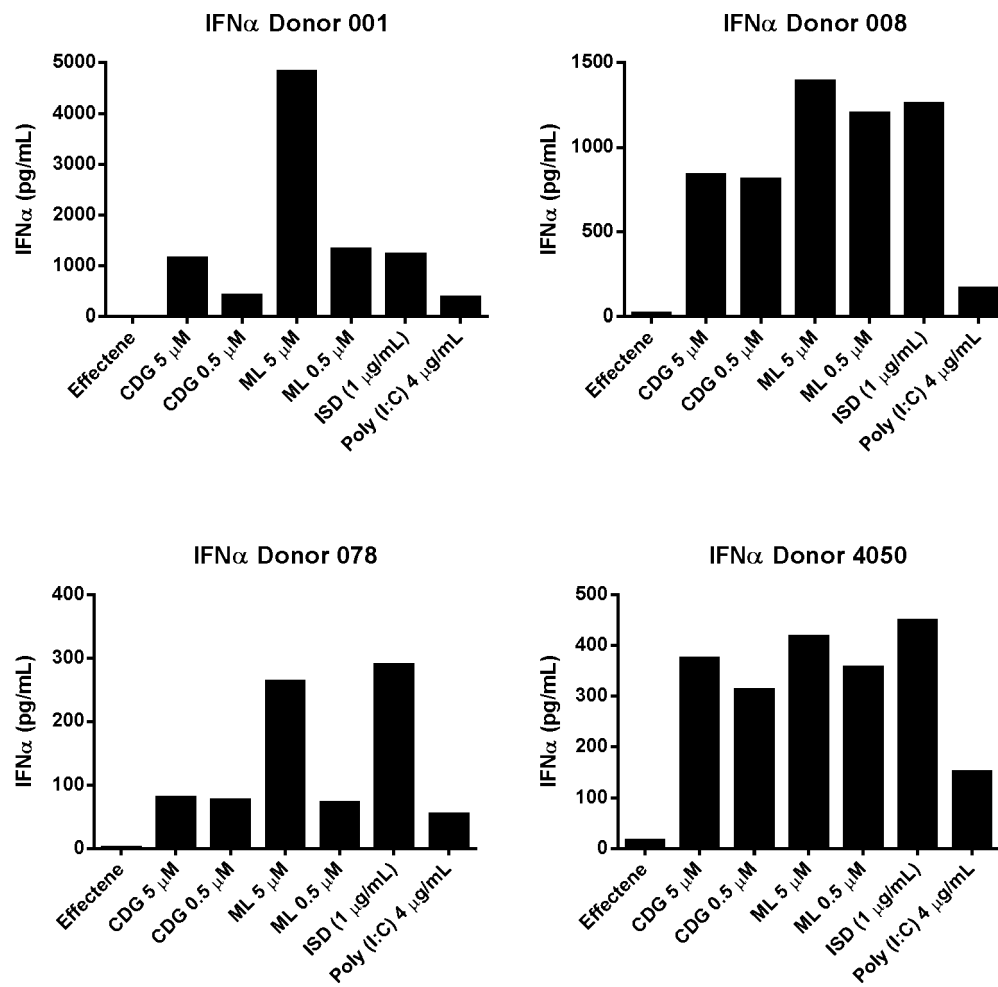 IFNα Donor 001
IFNα (pg/mL)
5000
4000
3000
2000
1000
0
Effectene
CDG 5 μM
CDG 0.5 μM
ML 5 μM
ML 0.5 μM
ISD (1 μg/mL)
Poly (I:C) 4 μg/mL
IFNα Donor 008
IFNα (pg/mL)
1500
1000
500
0
Effectene
CDG 5 μM
CDG 0.5 μM
ML 5 μM
ML 0.5 μM
ISD (1 μg/mL)
Poly (I:C) 4 μg/mL
IFNα Donor 078
IFNα (pg/mL)
400
300
200
100
0
Effectene
CDG 5 μM
CDG 0.5 μM
ML 5 μM
ML 0.5 μM
ISD (1 μg/mL)
Poly (I:C) 4 μg/mL
IFNα Donor 4050
IFNα (pg/mL)
500
400
300
200
100
0
Effectene
CDG 5 μM
CDG 0.5 μM
ML 5 μM
ML 0.5 μM
ISD (1 μg/mL)
Poly (I:C) 4 μg/mL